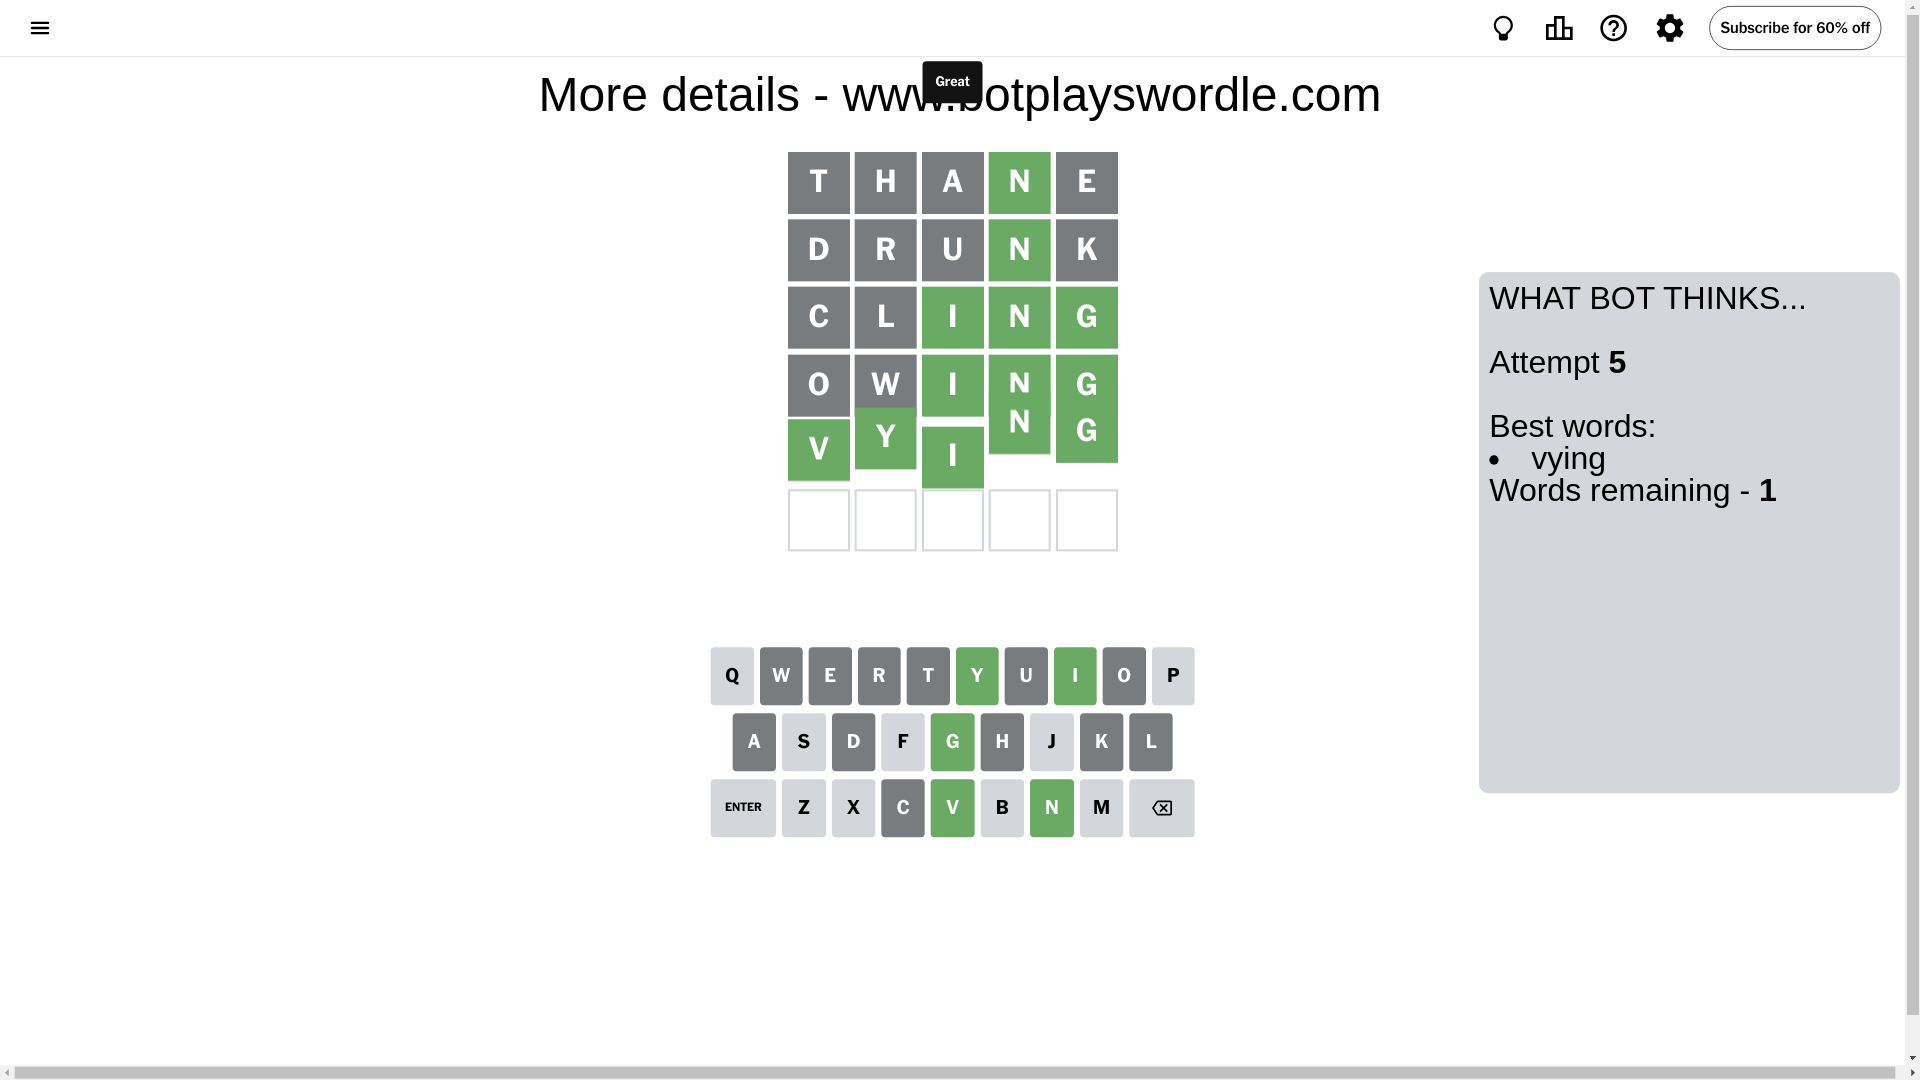 Subscribe for 60% off
Great
More details - www.botplayswordle.com
T H A N E
D R U N K
C L I N G
O W I N G
V Y I N G
WHAT BOT THINKS...
Attempt 5
Best words:
• vying
Words remaining - 1
Q W E R T Y U I O P
A S D F G H J K L
ENTER Z X C V B N M